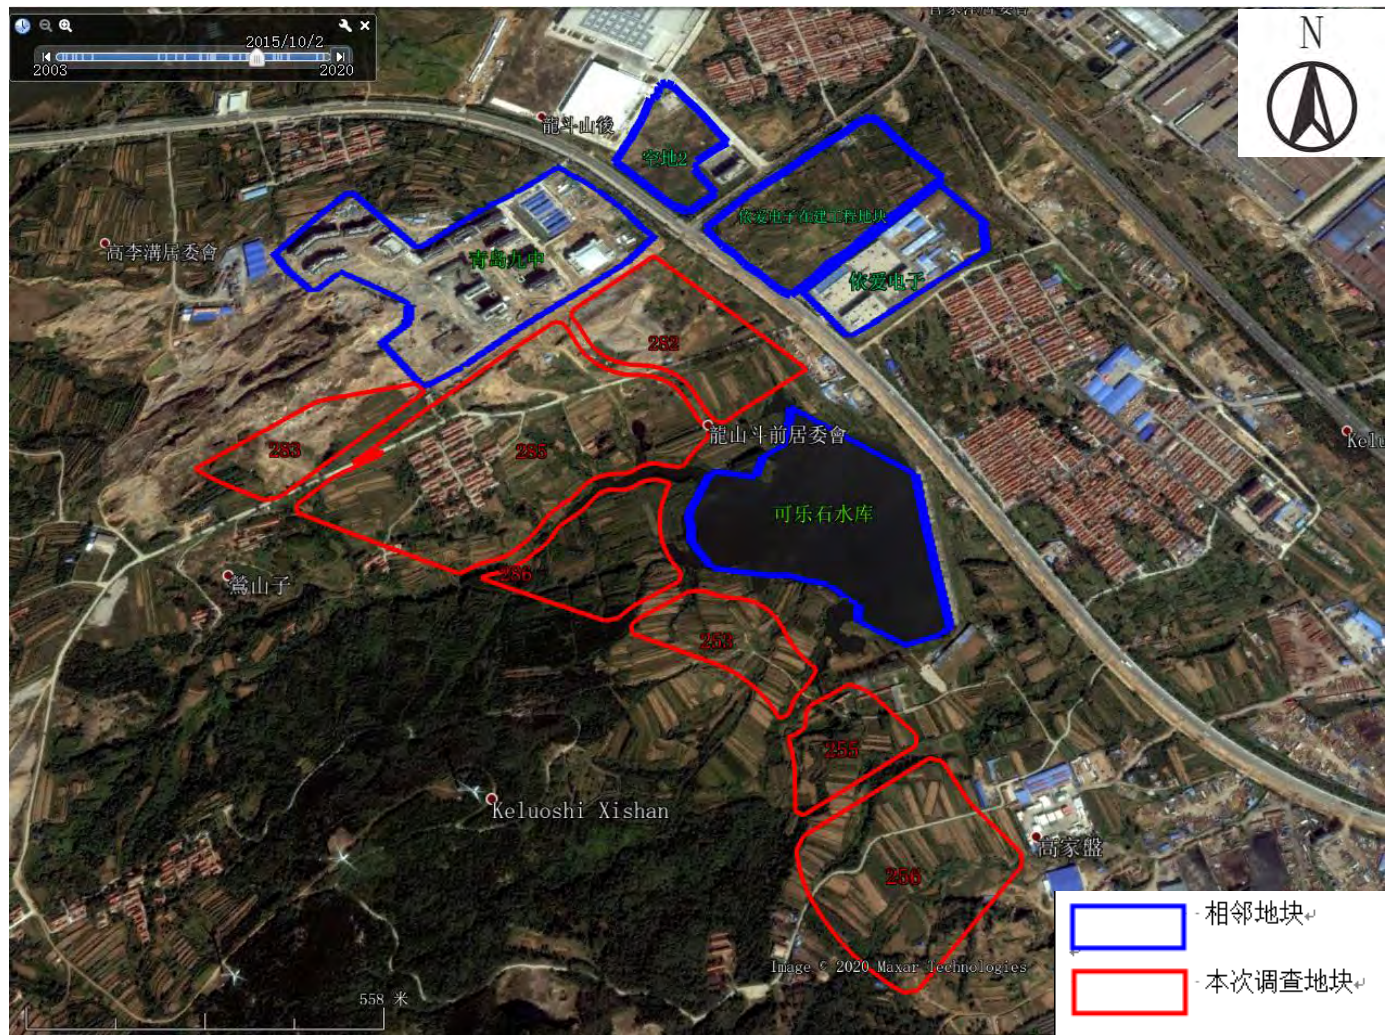 2015/10/2
2003
2020
N
龍斗山後
空地2
依爱电子在建工程地块
高李溝居委會
青岛九中
依爱电子
282
龍山斗前居委會
Kelu
283
285
可乐石水库
286
鶯山子
253
255
Keluoshi Xishan
高家盤
256
相邻地块
Image © 2020 Maxar Technologies
本次调查地块
558 米